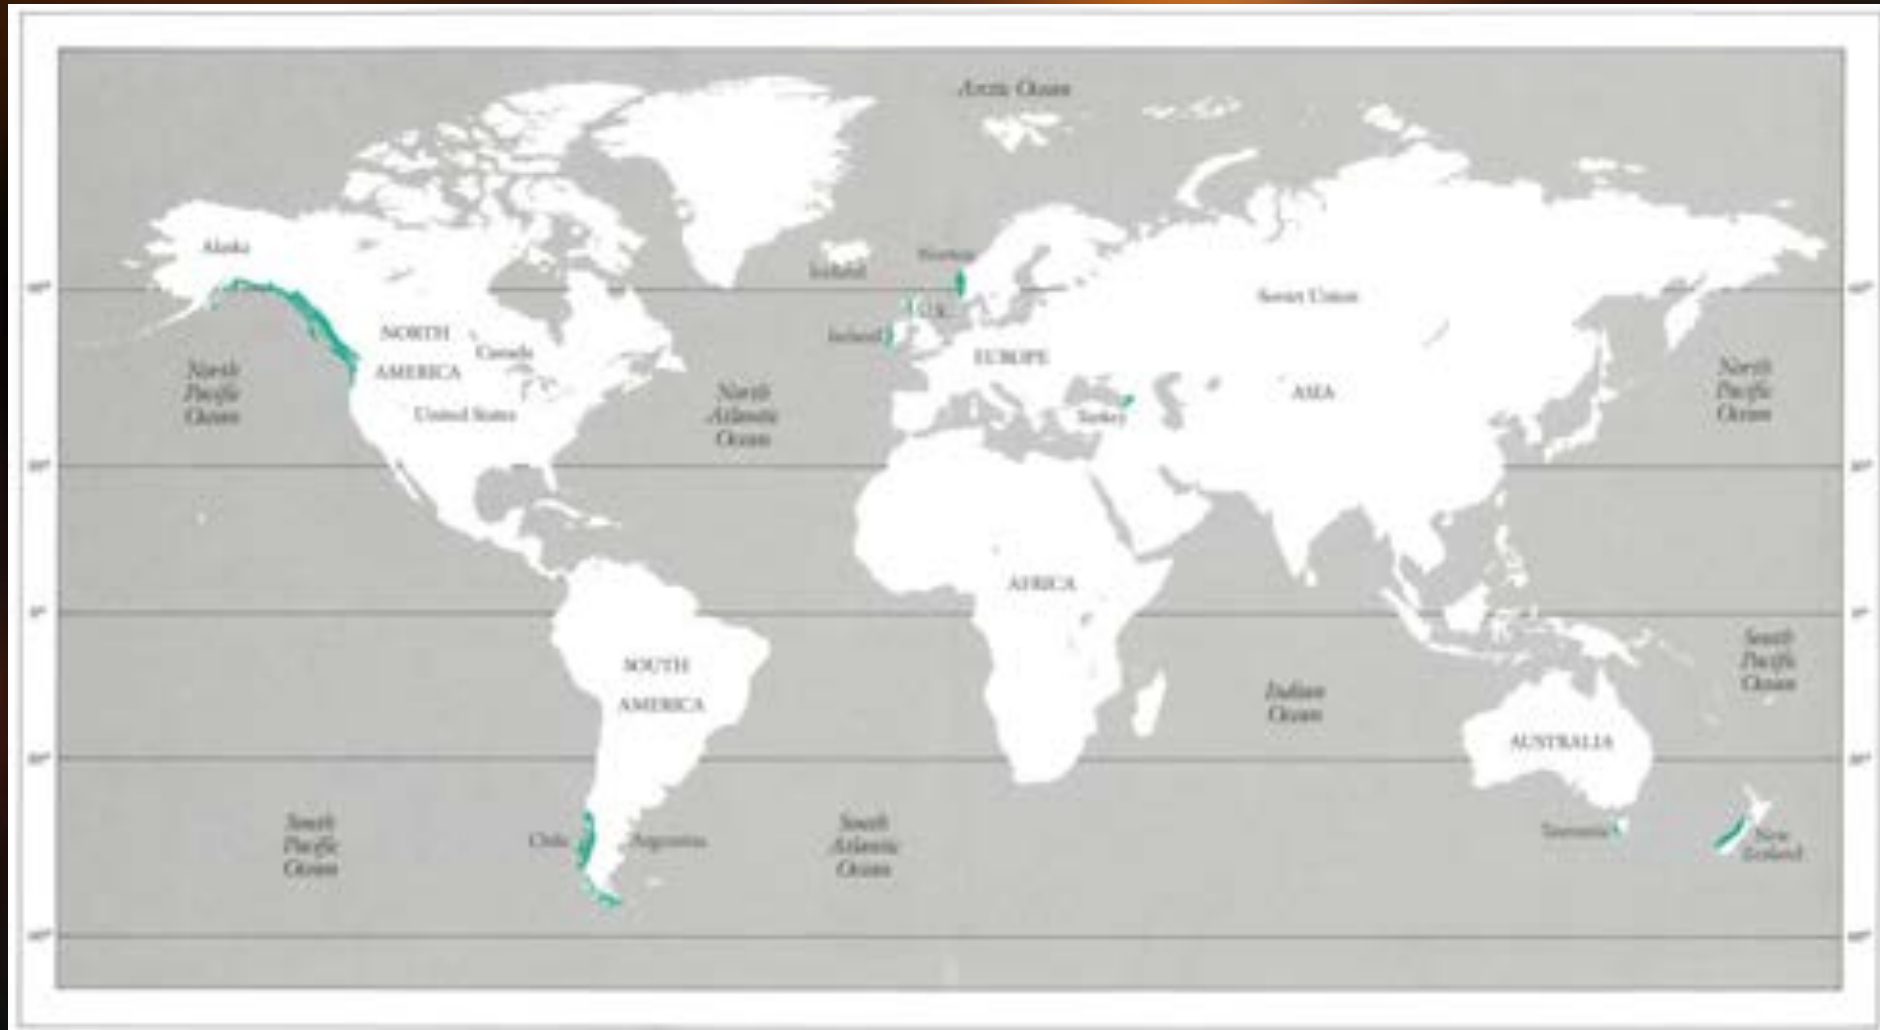 Arctic Ocean
Alaska
Iceland
Norway
U.K.
Ireland
Soviet Union
NORTH
AMERICA
Canada
United States
EUROPE
ASIA
Turkey
North
Pacific
Ocean
North
Atlantic
Ocean
North
Pacific
Ocean
AFRICA
SOUTH
AMERICA
Indian
Ocean
South
Pacific
Ocean
AUSTRALIA
South
Pacific
Ocean
Chile
Argentina
South
Atlantic
Ocean
Tasmania
New
Zealand